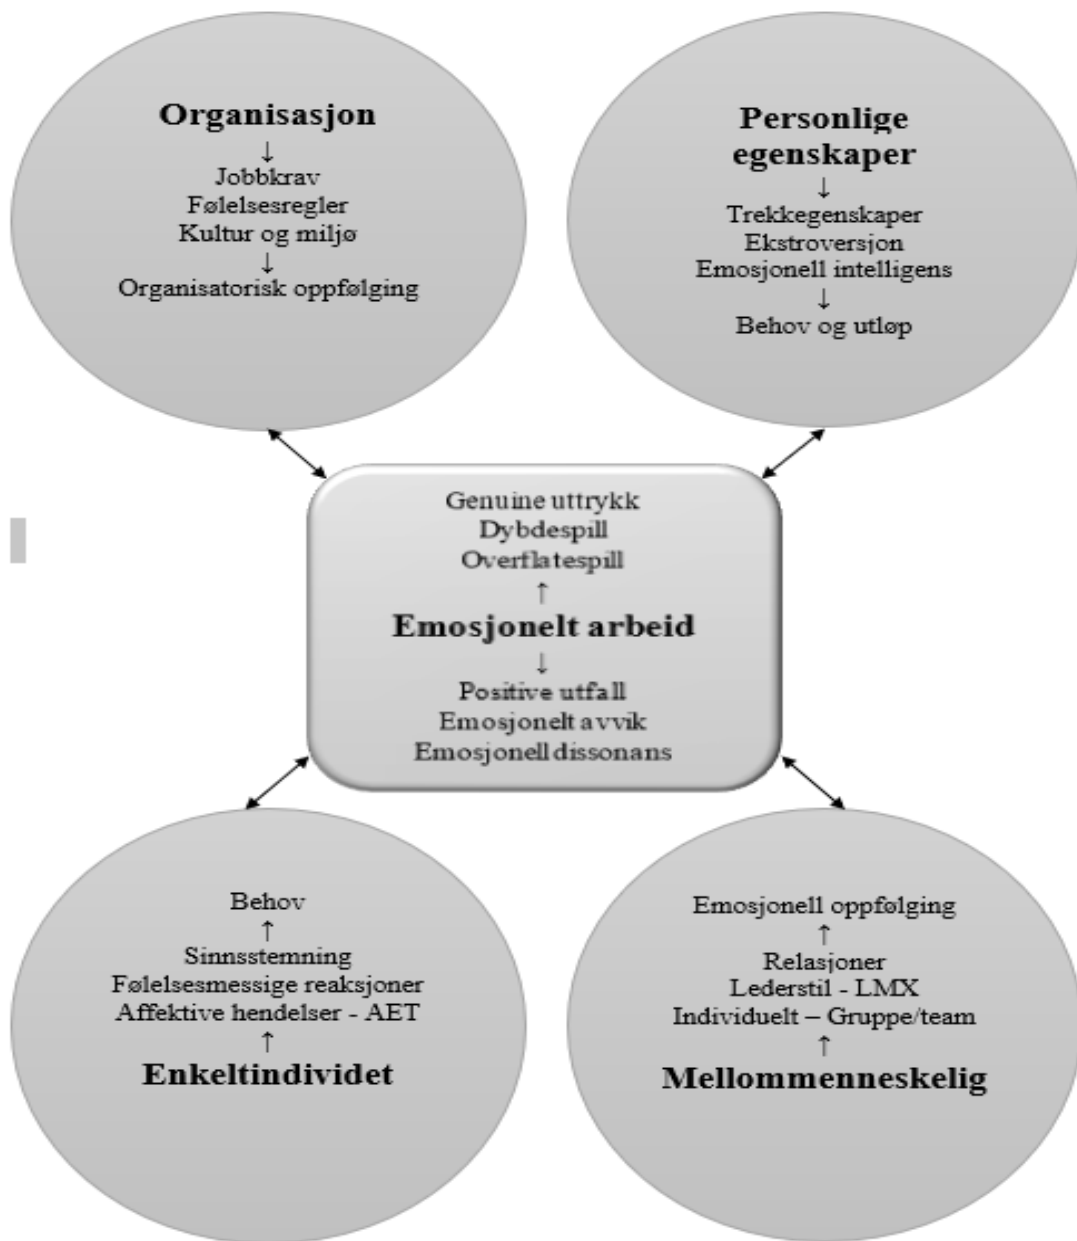 Organisasjon
↓
Jobbkrav
Følelsesregler
Kultur og miljø
↓
Organisatorisk oppfølging
Personlige
egenskaper
↓
Trekkegenskaper
Ekstroversjon
Emosjonell intelligens
↓
Behov og utløp
Genuine uttrykk
Dybdespill
Overflatespill
↑
Emosjonelt arbeid
↓
Positive utfall
Emosjonelt avvik
Emosjonell dissonans
Behov
↑
Sinnsstemning
Følelsesmessige reaksjoner
Affektive hendelser - AET
↑
Enkeltindividet
Emosjonell oppfølging
↑
Relasjoner
Lederstil - LMX
Individuelt – Gruppe/team
↑
Mellommenneskelig